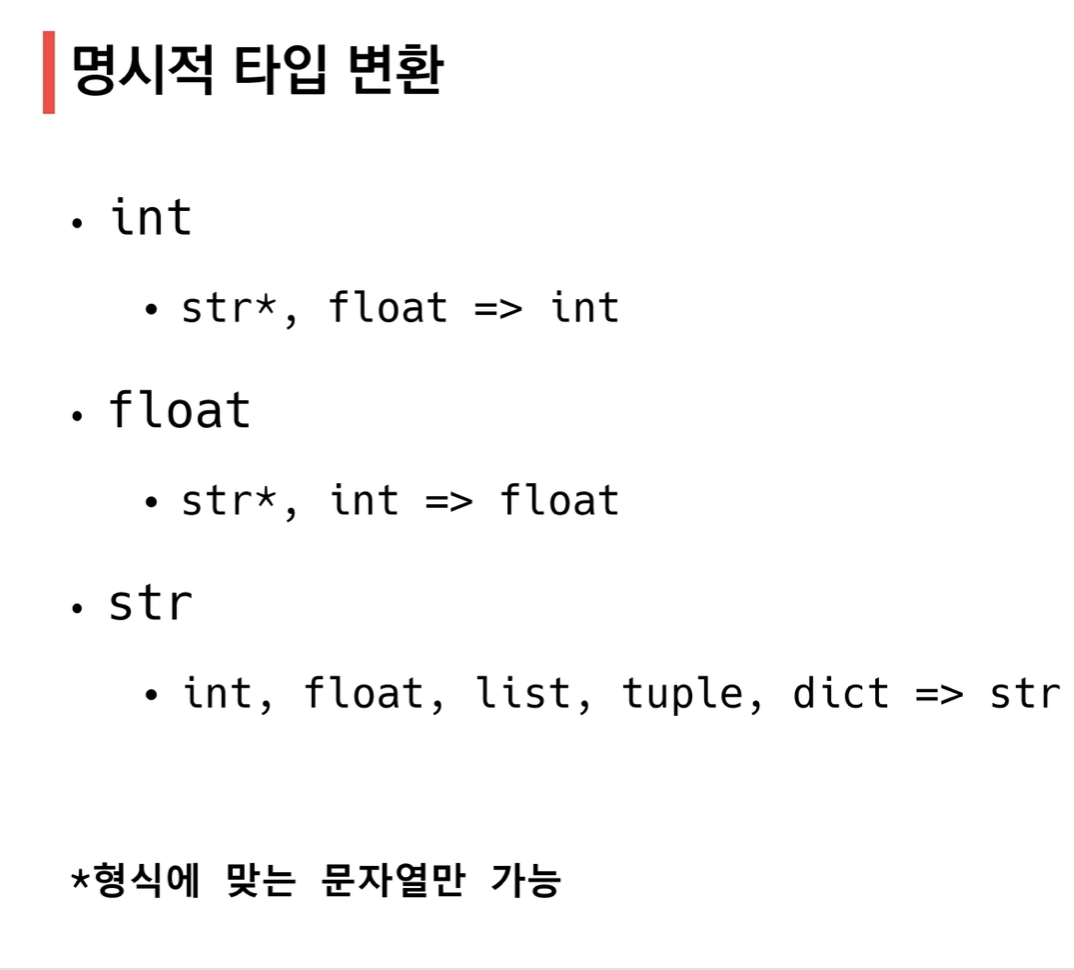 명시적 타입 변환
• int
• str*, float => int
• float
• str*, int => float
• str
• int, float, list, tuple, dict => str
*형식에 맞는 문자열만 가능